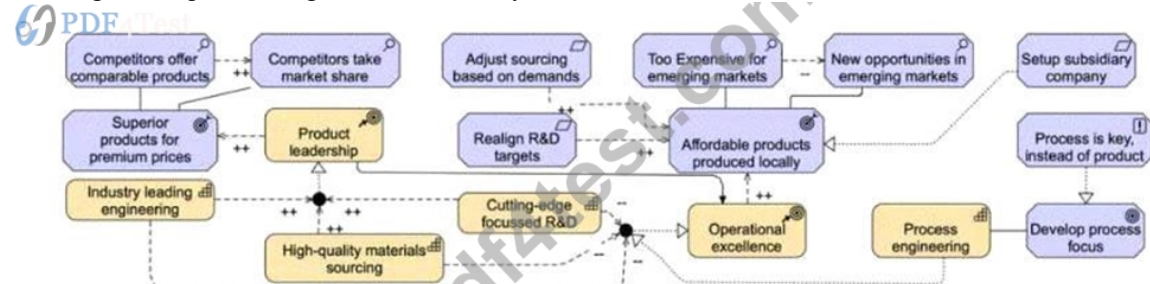 PDF4Test
Competitors offer
comparable products
++
Competitors take
market share
Adjust sourcing
based on demands
Too Expensive for
emerging markets
--
New opportunities in
emerging markets
Setup subsidiary
company
++
Superior
products for
premium prices
++
Product
leadership
Realign R&D
targets
++
Affordable products
produced locally
Process is key,
instead of product
Industry leading
engineering
++
++
++
Cutting-edge
focussed R&D
--
--
--
++
Operational
excellence
Process
engineering
Develop process
focus
High-quality materials
sourcing
pdf4test.com